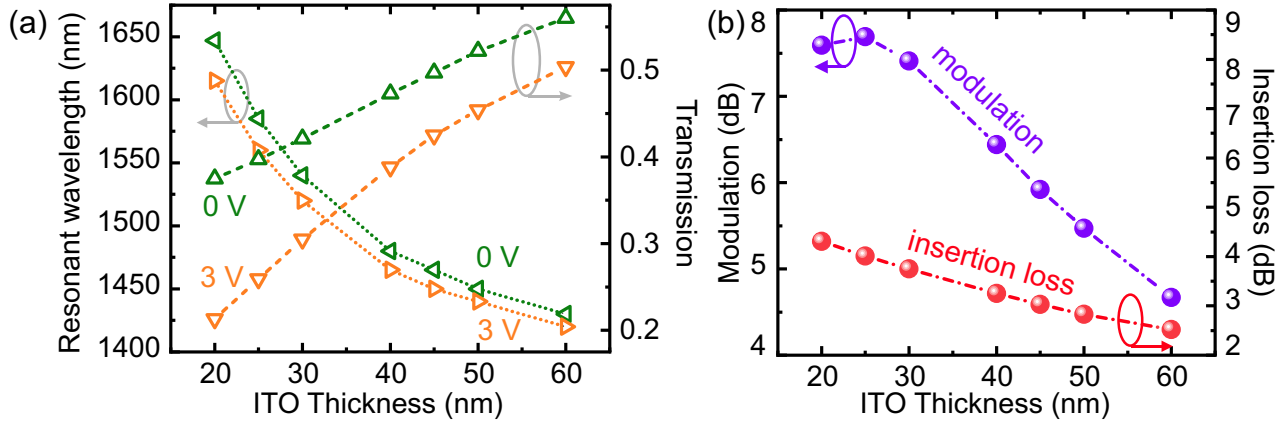 (a)
Resonant wavelength (nm)
1650
1600
1550
1500
1450
1400
0 V
3 V
0 V
3 V
0.5
0.4
0.3
0.2
Transmission
20 30 40 50 60
ITO Thickness (nm)
(b)
Modulation (dB)
8
7
6
5
4
modulation
insertion loss
9
8
7
6
5
4
3
2
Insertion
loss (dB)
20 30 40 50 60
ITO Thickness (nm)